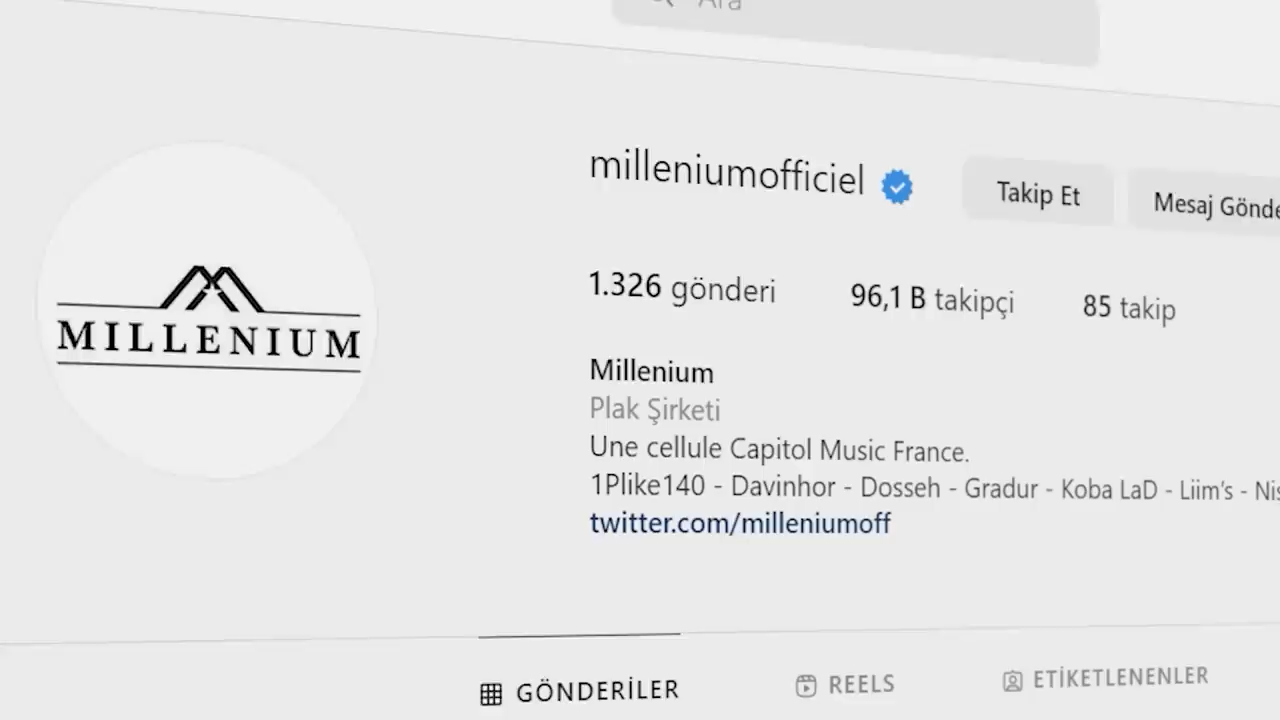 Ara
milleniumofficiel
Takip Et
Mesaj Gönde
1.326 gönderi 96,1 B takipçi 85 takip
MILLENIUM
Millenium
Plak Şirketi
Une cellule Capitol Music France.
1Plike140 - Davinhor - Dosseh - Gradur - Koba LaD - Liim's - Nis
twitter.com/milleniumoff
GÖNDERİLER REELS ETİKETLENENLER